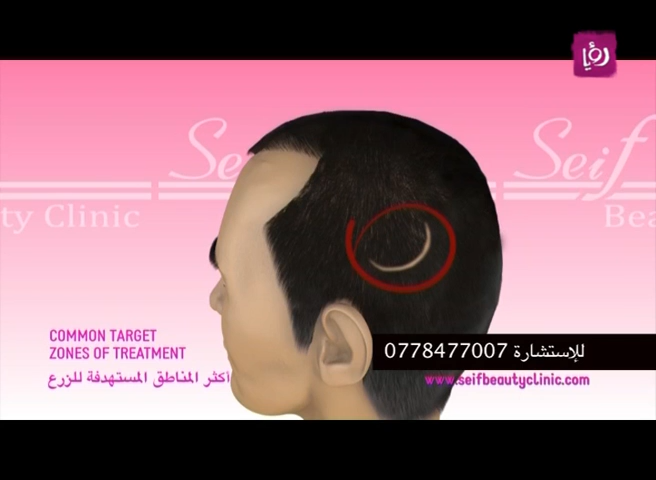 رؤيا
Seif
Seif
ty Clinic
Bea
COMMON TARGET
ZONES OF TREATMENT
أكثر المناطق المستهدفة للزرع
للإستشارة 0778477007
www.seifbeautyclinic.com